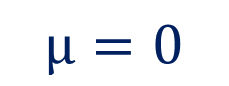 μ = 0